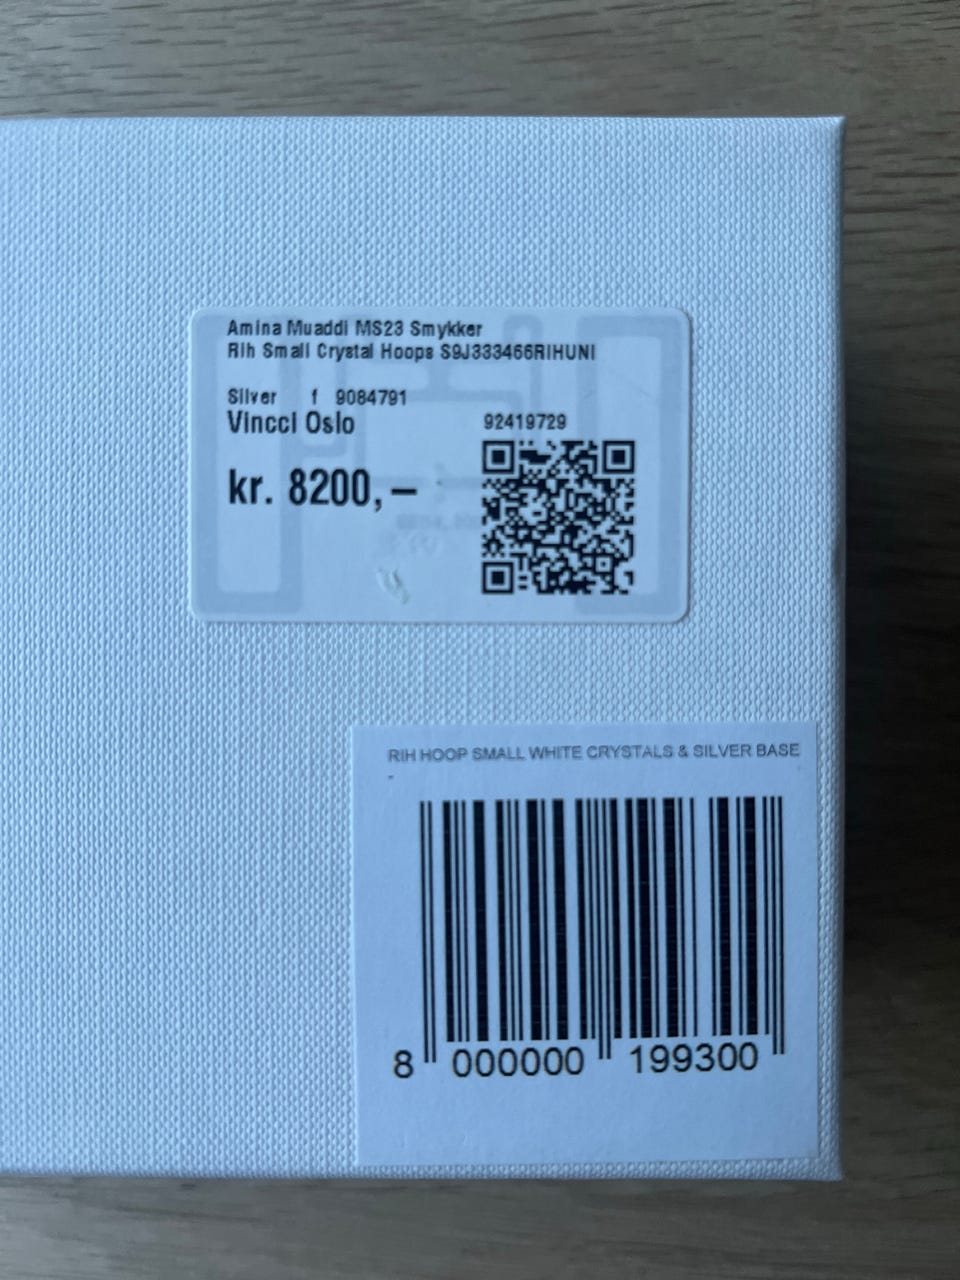 Amina Muaddi MS23 Smykker
Rih Small Crystal Hoops S9J333466RIHUNI
Silver f 9084791
Vincci Oslo
92419729
kr. 8200,–
RIH HOOP SMALL WHITE CRYSTALS & SILVER BASE
-
8 000000 199300